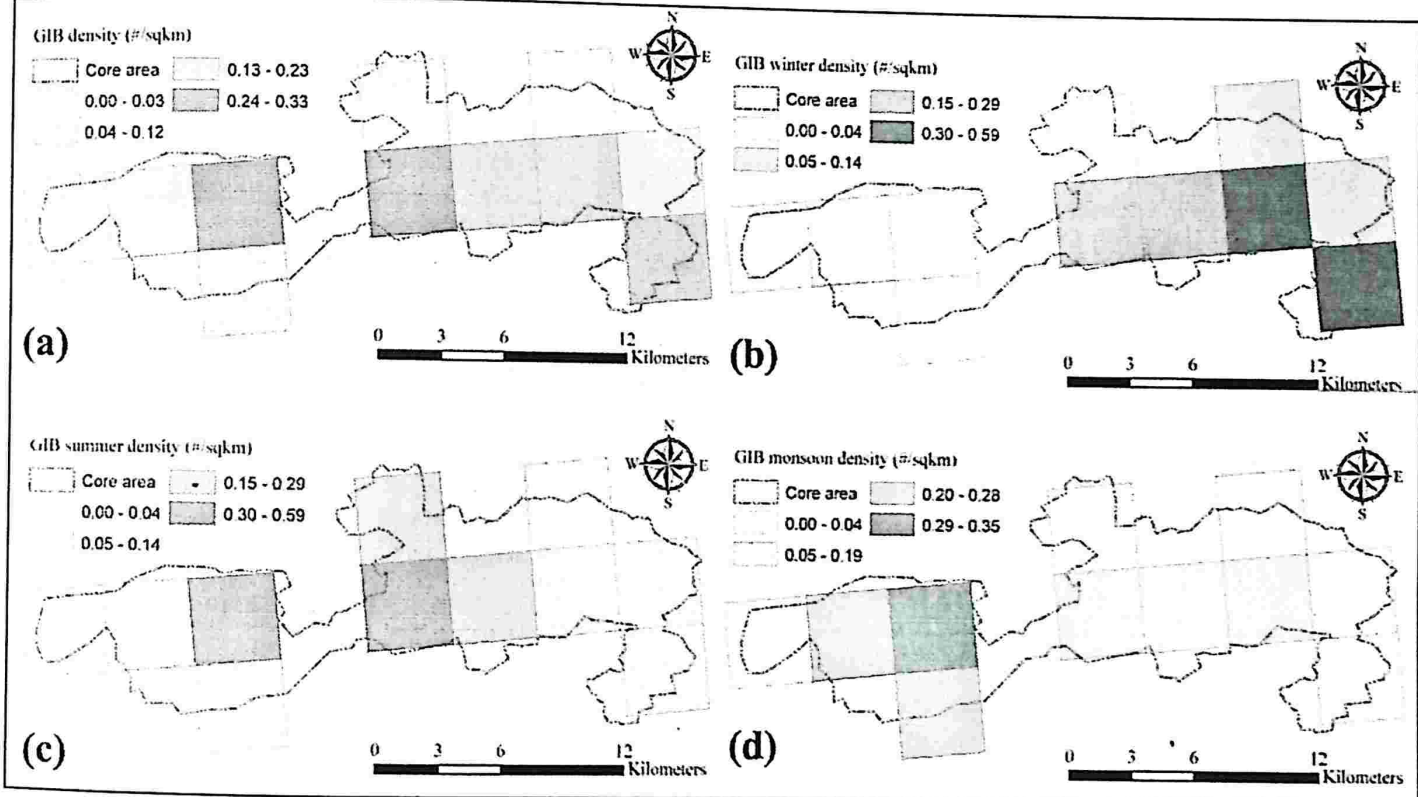 GIB density (#/sqkm)
Core area 0.13 - 0.23
0.00 - 0.03 0.24 - 0.33
0.04 - 0.12
N
W E
S
(a)
0 3 6 12
Kilometers
GIB winter density (#/sqkm)
Core area 0.15 - 0.29
0.00 - 0.04 0.30 - 0.59
0.05 - 0.14
N
W E
S
(b)
0 3 6 12
Kilometers
GIB summer density (#/sqkm)
Core area 0.15 - 0.29
0.00 - 0.04 0.30 - 0.59
0.05 - 0.14
N
W E
S
(c)
0 3 6 12
Kilometers
GIB monsoon density (#/sqkm)
Core area 0.20 - 0.28
0.00 - 0.04 0.29 - 0.35
0.05 - 0.19
N
W E
S
(d)
0 3 6 12
Kilometers